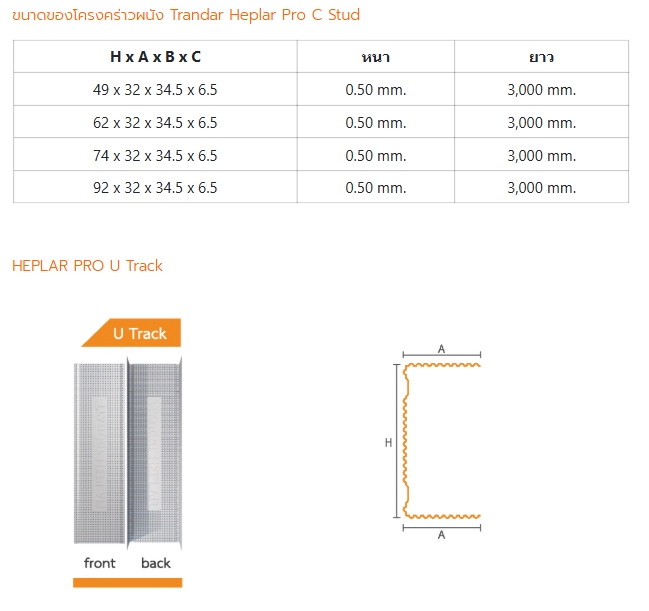 ขนาดของโครงคร่าวผนัง Trandar Heplar Pro C Stud
H x A x B x C หนา ยาว
49 x 32 x 34.5 x 6.5 0.50 mm. 3,000 mm.
62 x 32 x 34.5 x 6.5 0.50 mm. 3,000 mm.
74 x 32 x 34.5 x 6.5 0.50 mm. 3,000 mm.
92 x 32 x 34.5 x 6.5 0.50 mm. 3,000 mm.
HEPLAR PRO U Track
U Track
A
H
A
front back